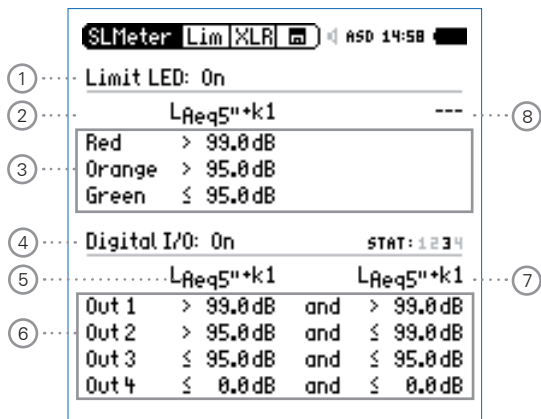 SLMeter Lim XLR ASD 14:58
1 Limit LED: On
2 LAeq5"+k1 --- 8
Red > 99.0dB
3 Orange > 95.0dB
Green ≤ 95.0dB
4 Digital I/O: On STAT: 1234
5 LAeq5"+k1 LAeq5"+k1 7
Out 1 > 99.0dB and > 99.0dB
6 Out 2 > 95.0dB and ≤ 99.0dB
Out 3 ≤ 95.0dB and ≤ 95.0dB
Out 4 ≤ 0.0dB and ≤ 0.0dB